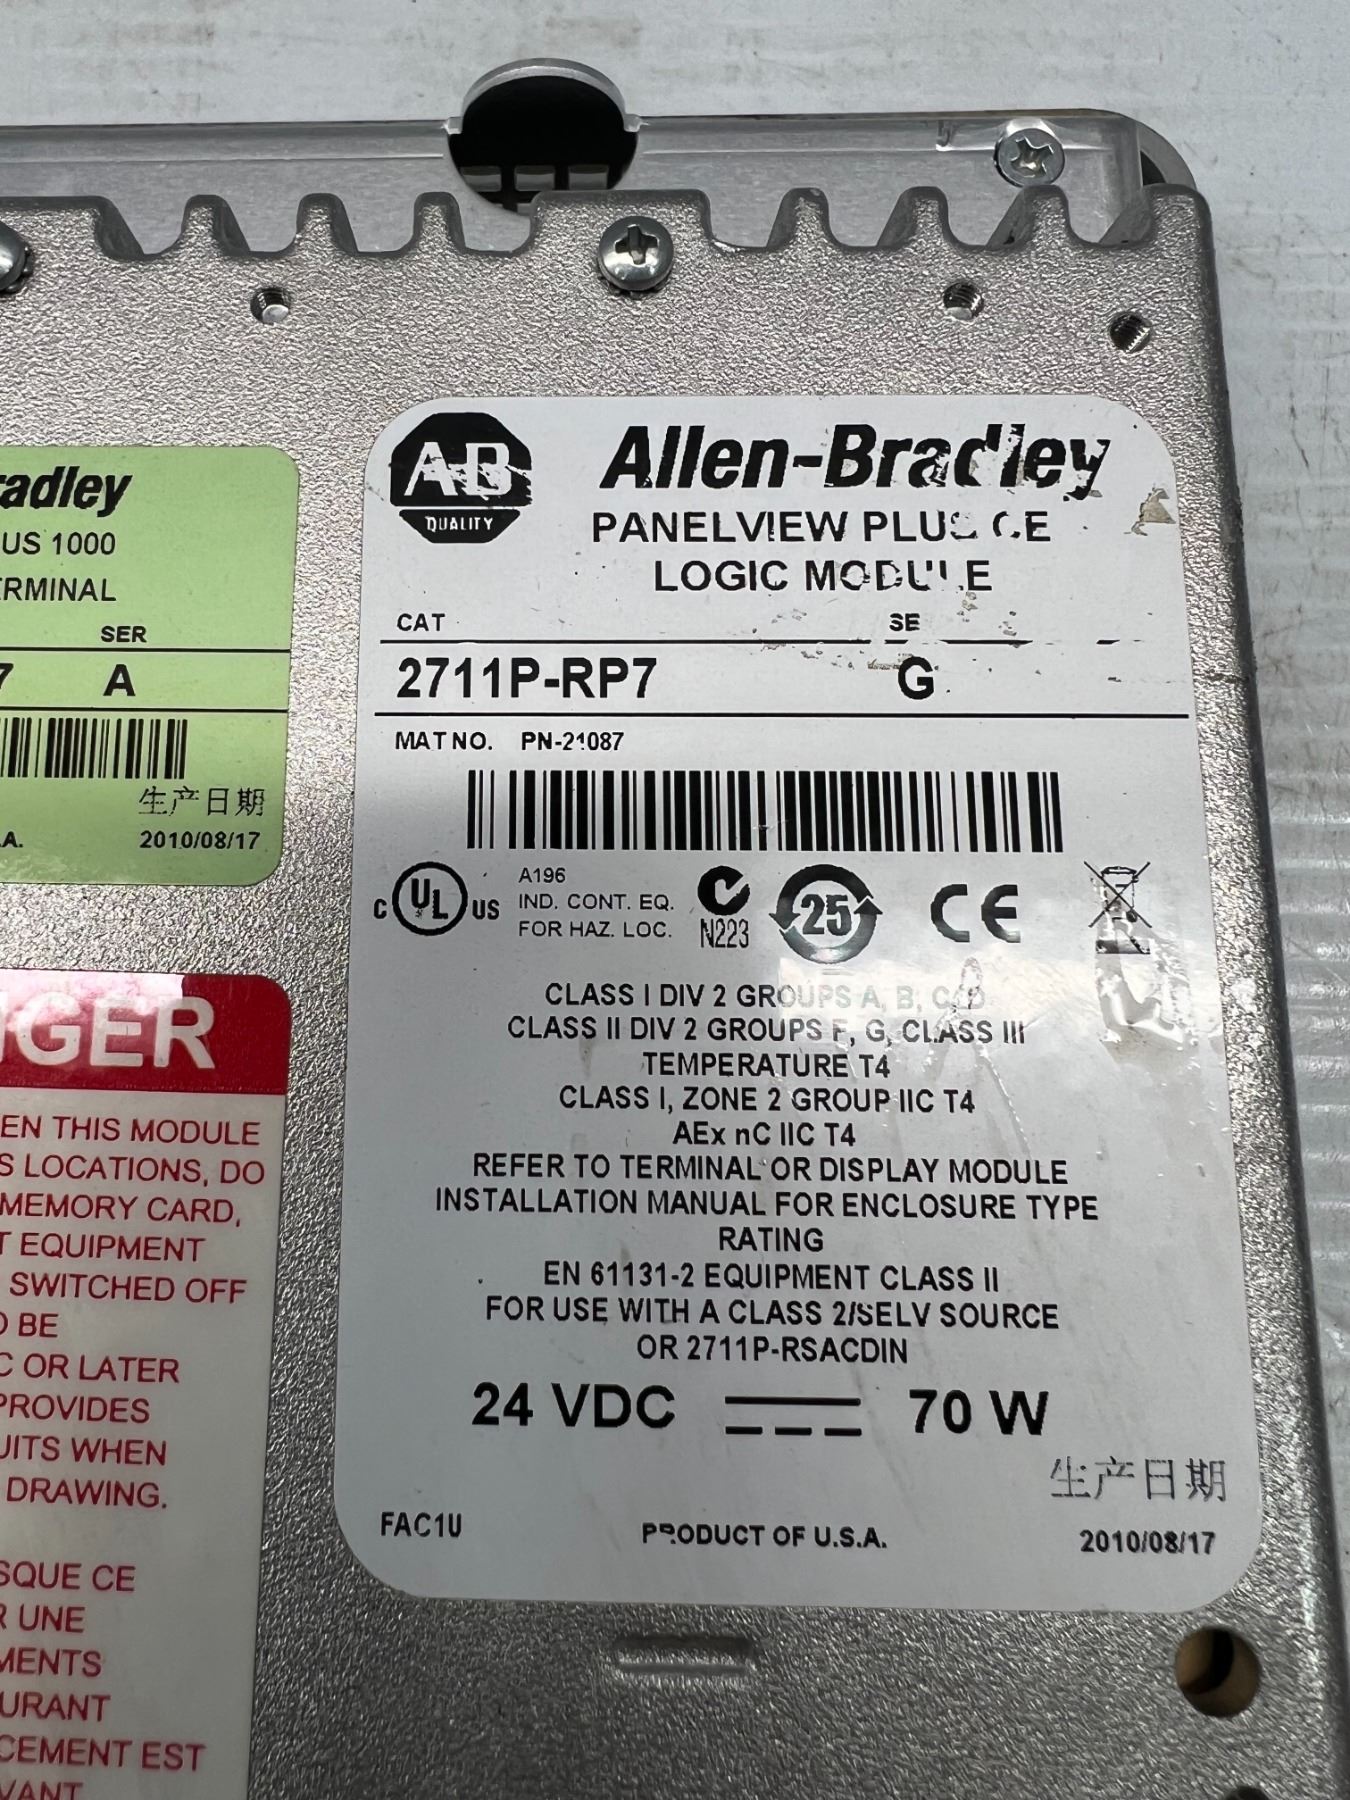 radley
US 1000
ERMINAL
SER
7 A
生产日期
.A. 2010/08/17
GER
EN THIS MODULE
S LOCATIONS, DO
MEMORY CARD,
T EQUIPMENT
SWITCHED OFF
O BE
C OR LATER
PROVIDES
UITS WHEN
DRAWING.
SQUE CE
R UNE
MENTS
URANT
CEMENT EST
VANT
AB
QUALITY
Allen-Bradley
PANELVIEW PLUS CE
LOGIC MODULE
CAT SE
2711P-RP7 G
MAT NO. PN-21087
C UL US
A196
IND. CONT. EQ.
FOR HAZ. LOC.
N223
25
CE
CLASS I DIV 2 GROUPS A, B, C, D
CLASS II DIV 2 GROUPS F, G, CLASS III
TEMPERATURE T4
CLASS I, ZONE 2 GROUP IIC T4
AEx nC IIC T4
REFER TO TERMINAL OR DISPLAY MODULE
INSTALLATION MANUAL FOR ENCLOSURE TYPE
RATING
EN 61131-2 EQUIPMENT CLASS II
FOR USE WITH A CLASS 2/SELV SOURCE
OR 2711P-RSACDIN
24 VDC 70 W
生产日期
FAC1U PRODUCT OF U.S.A. 2010/08/17